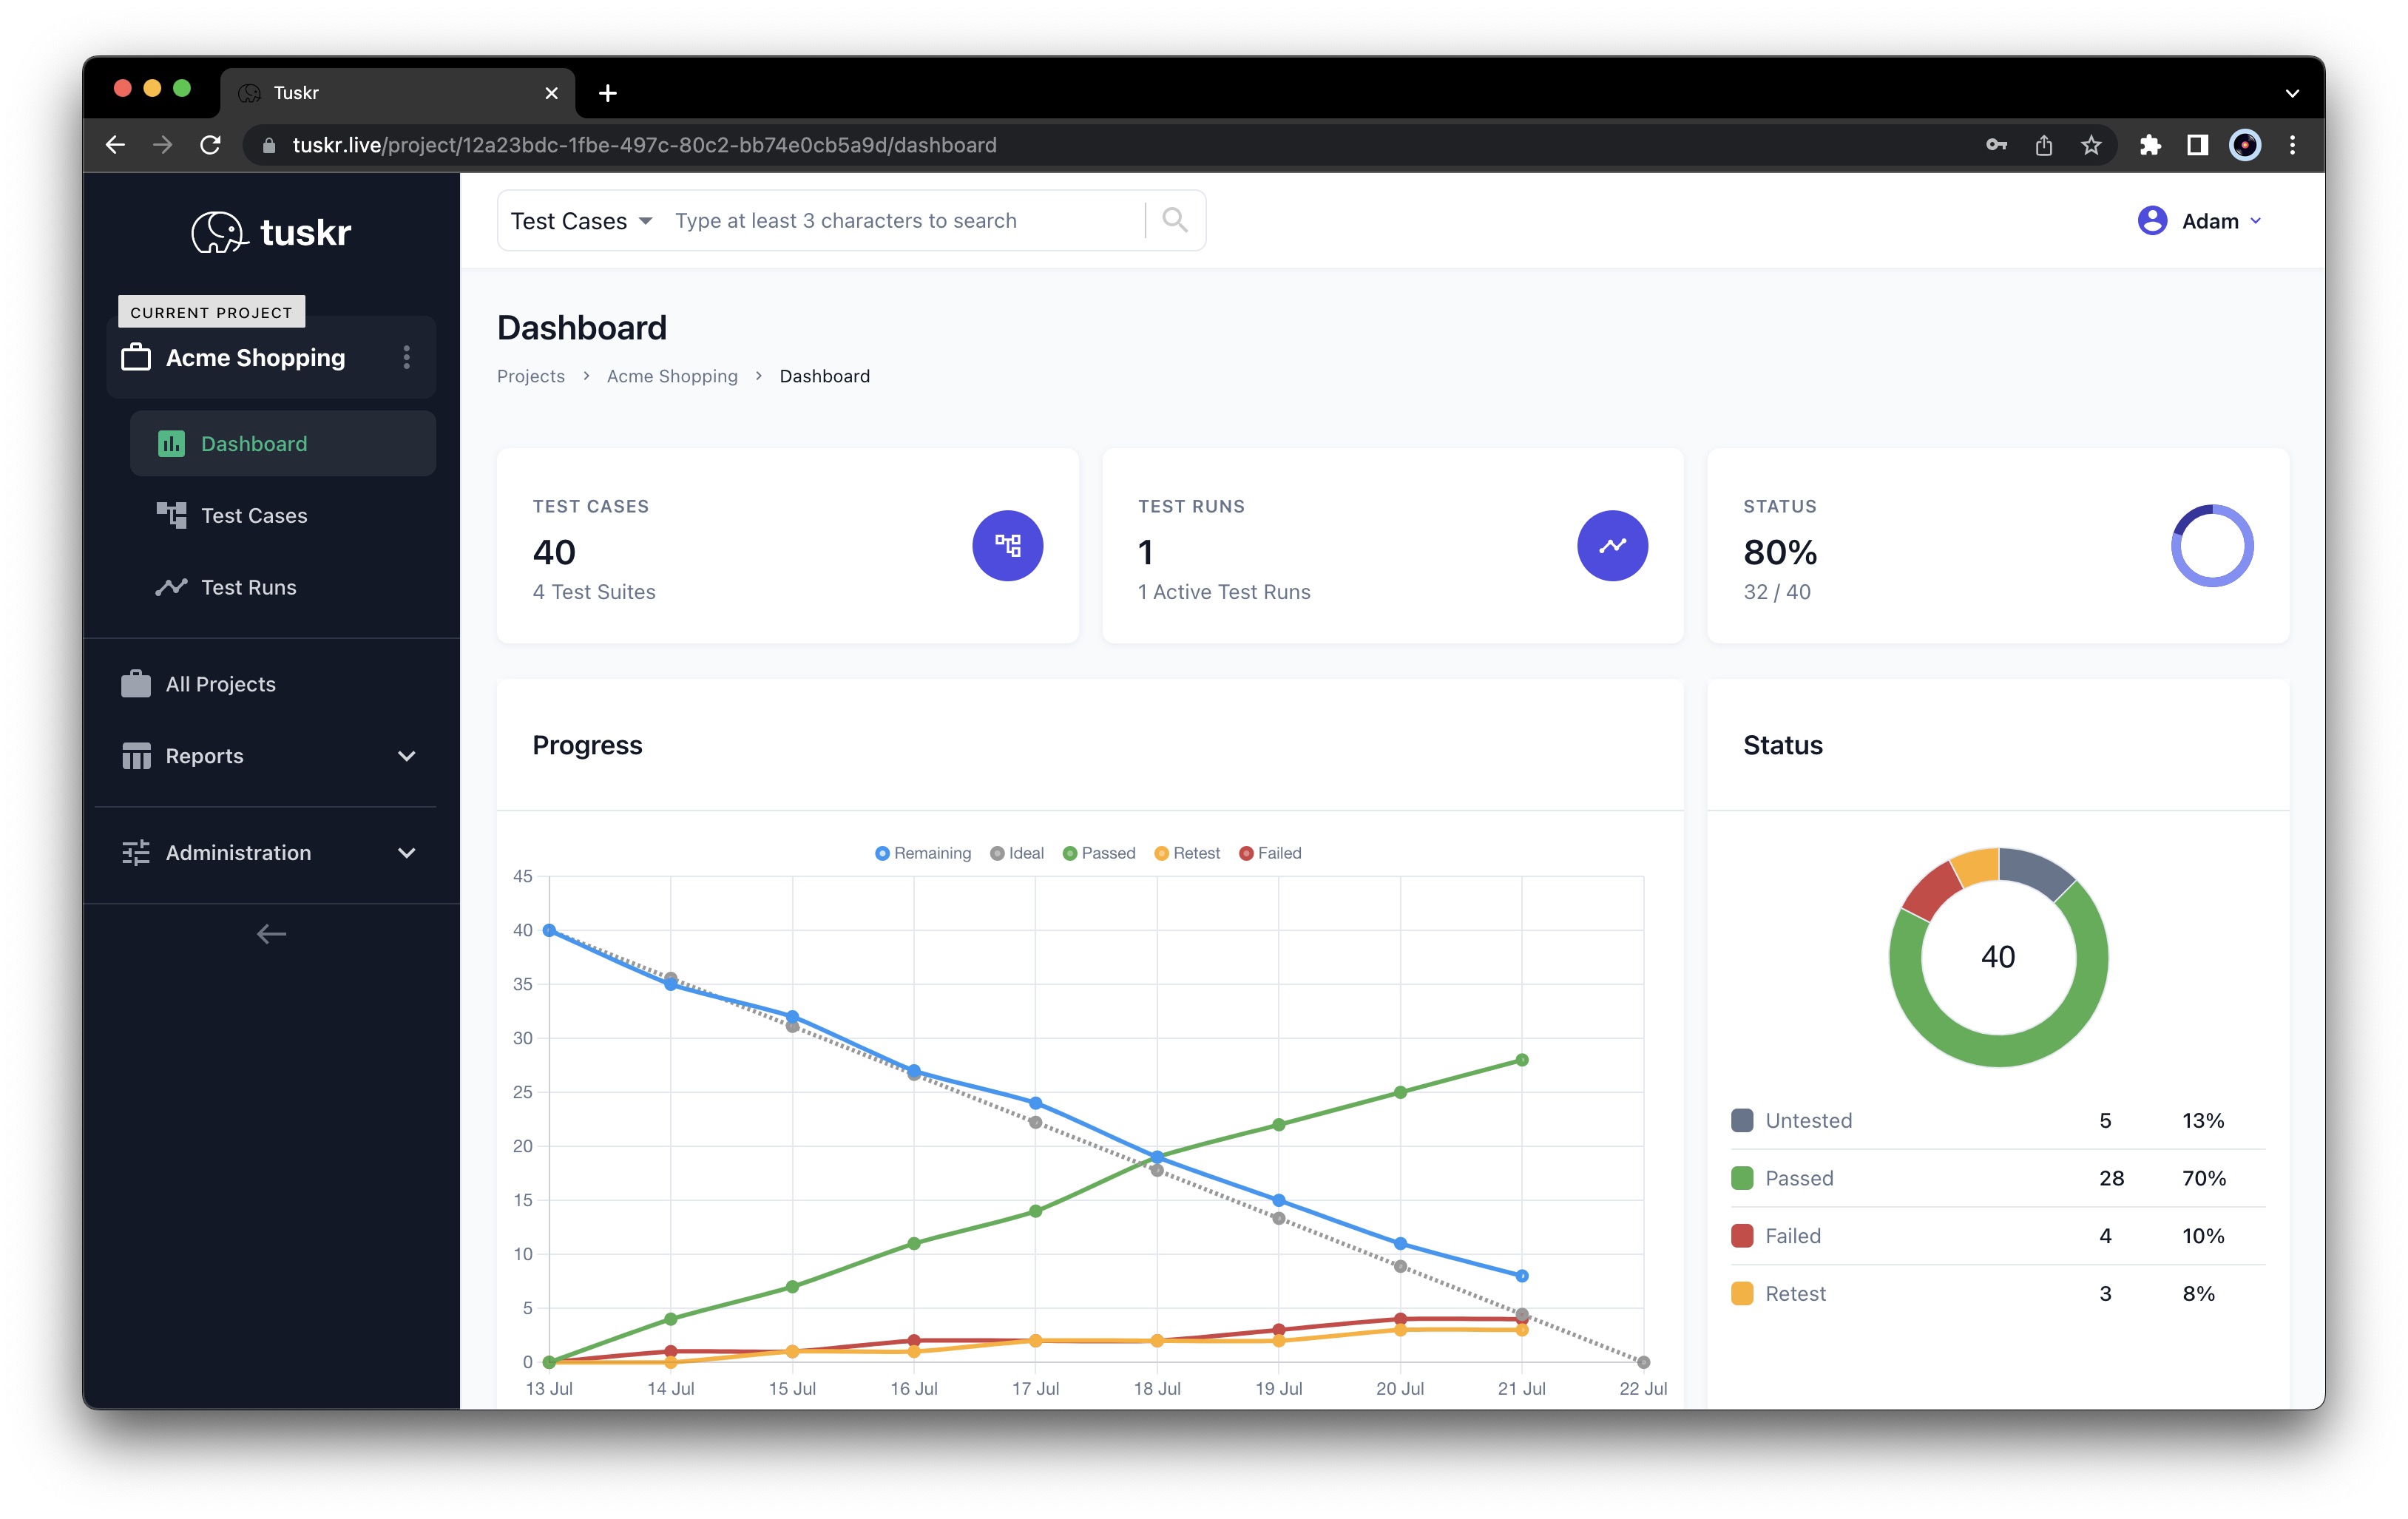 Tuskr
tuskr.live/project/12a23bdc-1fbe-497c-80c2-bb74e0cb5a9d/dashboard
tuskr
CURRENT PROJECT
Acme Shopping
Dashboard
Test Cases
Test Runs
All Projects
Reports
Administration
Test Cases Type at least 3 characters to search
Adam
Dashboard
Projects > Acme Shopping > Dashboard
TEST CASES
40
4 Test Suites
TEST RUNS
1
1 Active Test Runs
STATUS
80%
32 / 40
Progress
Remaining Ideal Passed Retest Failed
45
40
35
30
25
20
15
10
5
0
13 Jul 14 Jul 15 Jul 16 Jul 17 Jul 18 Jul 19 Jul 20 Jul 21 Jul 22 Jul
Status
40
Untested 5 13%
Passed 28 70%
Failed 4 10%
Retest 3 8%